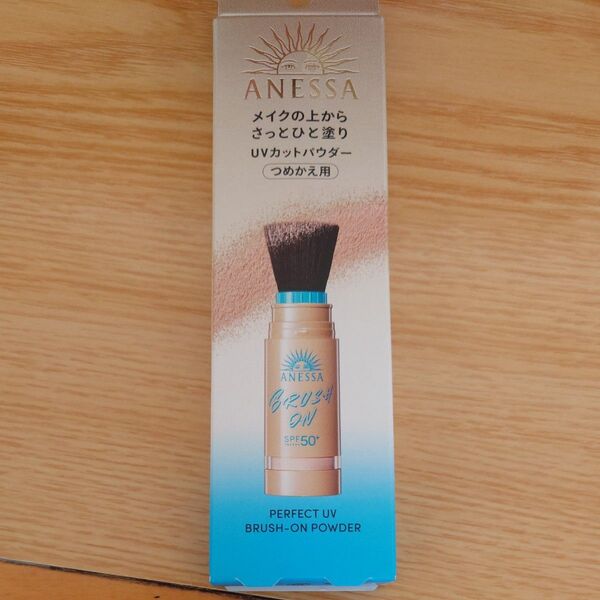 ANESSA
メイクの上から
さっとひと塗り
UVカットパウダー
つめかえ用
ANESSA
BRUSH
ON
SPF50+
PERFECT UV
BRUSH-ON POWDER